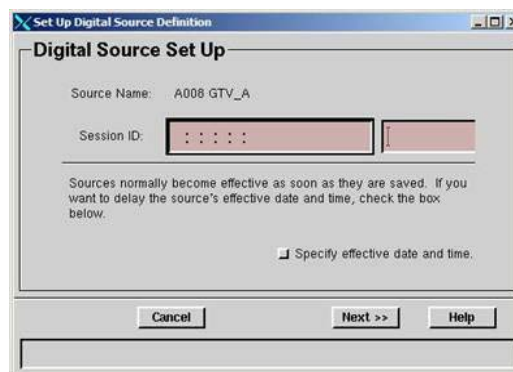 Set Up Digital Source Definition
Digital Source Set Up
Source Name: A008 GTV_A
Session ID: : : : : :
Sources normally become effective as soon as they are saved. If you
want to delay the source's effective date and time, check the box
below.
Specify effective date and time.
Cancel Next >> Help